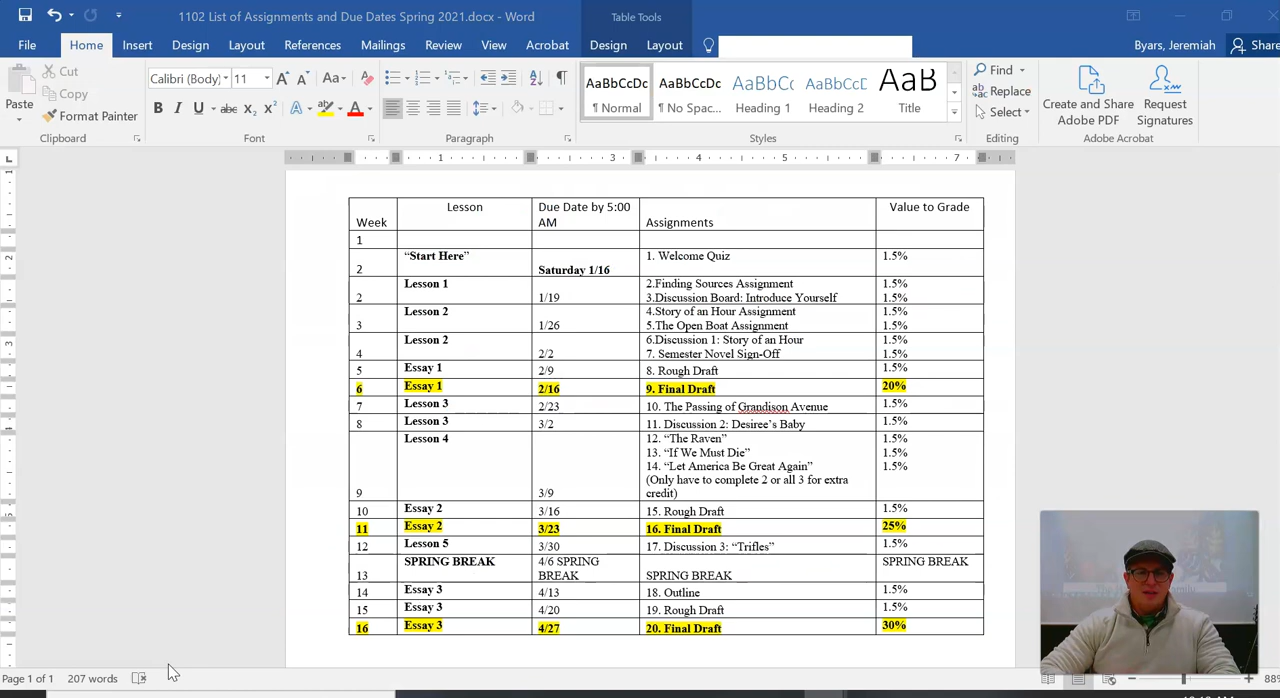 1102 List of Assignments and Due Dates Spring 2021.docx - Word
Table Tools
File Home Insert Design Layout References Mailings Review View Acrobat Design Layout
Byars, Jeremiah Share
Paste
Cut
Copy
Format Painter
Clipboard
Calibri (Body) 11
Font
Paragraph
AaBbCcDc AaBbCcDc AaBbCc AaBbCcD AaB
¶ Normal ¶ No Spac... Heading 1 Heading 2 Title
Styles
Find
Replace
Select
Editing
Create and Share Adobe PDF
Request Signatures
Adobe Acrobat
1 3 4 5 7
Week Lesson Due Date by 5:00 AM Assignments Value to Grade
1
2 “Start Here” Saturday 1/16 1. Welcome Quiz 1.5%
2 Lesson 1 1/19 2.Finding Sources Assignment 1.5%
3.Discussion Board: Introduce Yourself 1.5%
3 Lesson 2 1/26 4.Story of an Hour Assignment 1.5%
5.The Open Boat Assignment 1.5%
4 Lesson 2 2/2 6.Discussion 1: Story of an Hour 1.5%
7. Semester Novel Sign-Off 1.5%
5 Essay 1 2/9 8. Rough Draft 1.5%
6 Essay 1 2/16 9. Final Draft 20%
7 Lesson 3 2/23 10. The Passing of Grandison Avenue 1.5%
8 Lesson 3 3/2 11. Discussion 2: Desiree’s Baby 1.5%
9 Lesson 4 3/9 12. “The Raven” 1.5%
13. “If We Must Die” 1.5%
14. “Let America Be Great Again” 1.5%
(Only have to complete 2 or all 3 for extra
credit)
10 Essay 2 3/16 15. Rough Draft 1.5%
11 Essay 2 3/23 16. Final Draft 25%
12 Lesson 5 3/30 17. Discussion 3: “Trifles” 1.5%
13 SPRING BREAK 4/6 SPRING BREAK SPRING BREAK SPRING BREAK
14 Essay 3 4/13 18. Outline 1.5%
15 Essay 3 4/20 19. Rough Draft 1.5%
16 Essay 3 4/27 20. Final Draft 30%
Page 1 of 1 207 words
88%